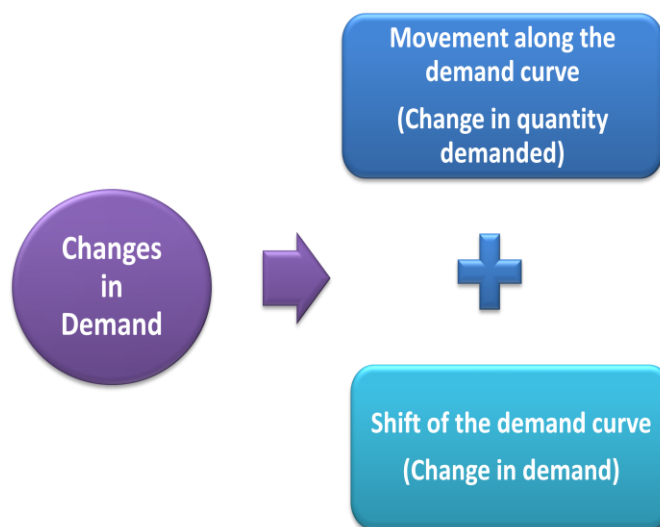 Movement along the
demand curve
(Change in quantity
demanded)
Changes
in
Demand
Shift of the demand curve
(Change in demand)